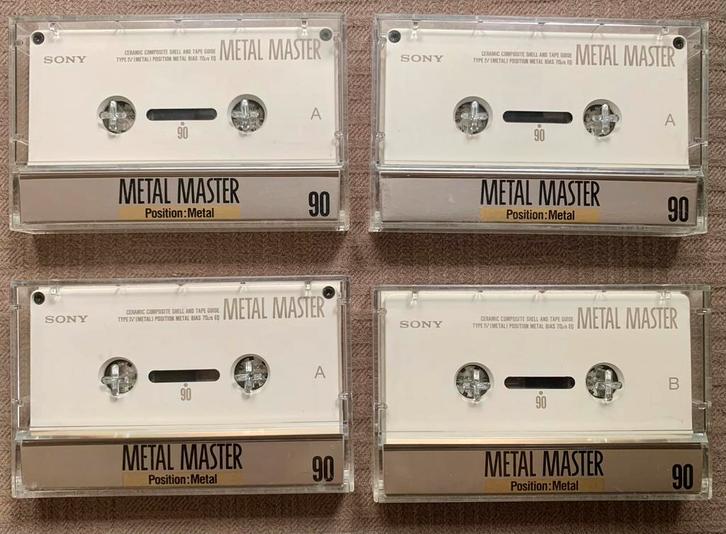 SONY
CERAMIC COMPOSITE SHELL AND TAPE GUIDE
TYPE IV (METAL) POSITION METAL BIAS 70μs EQ
METAL MASTER
A
90
METAL MASTER
Position:Metal
90
SONY
CERAMIC COMPOSITE SHELL AND TAPE GUIDE
TYPE IV (METAL) POSITION METAL BIAS 70μs EQ
METAL MASTER
A
90
METAL MASTER
Position:Metal
90
SONY
CERAMIC COMPOSITE SHELL AND TAPE GUIDE
TYPE IV (METAL) POSITION METAL BIAS 70μs EQ
METAL MASTER
A
90
METAL MASTER
Position:Metal
90
SONY
CERAMIC COMPOSITE SHELL AND TAPE GUIDE
TYPE IV (METAL) POSITION METAL BIAS 70μs EQ
METAL MASTER
B
90
METAL MASTER
Position:Metal
90